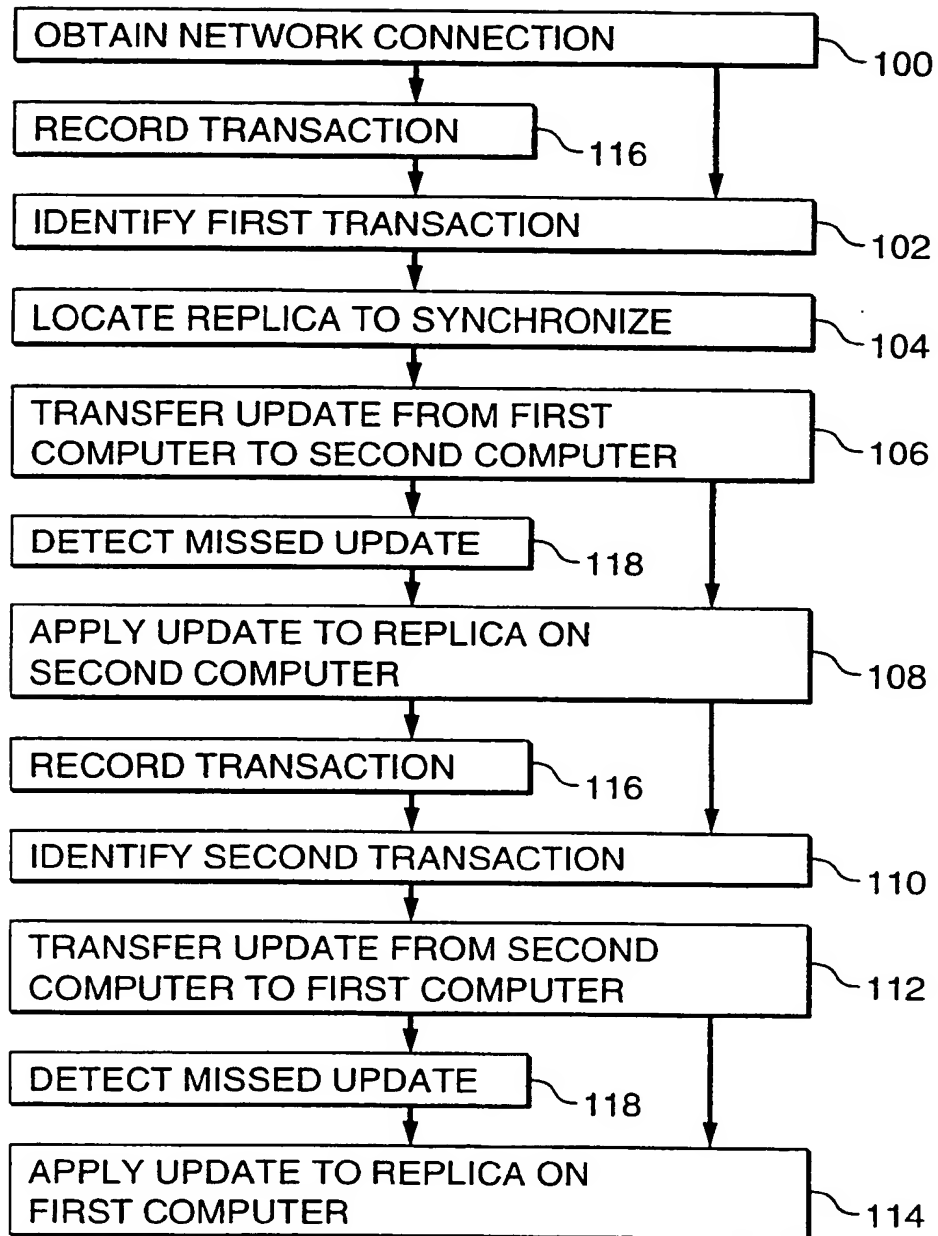 OBTAIN NETWORK CONNECTION
100
RECORD TRANSACTION
116
IDENTIFY FIRST TRANSACTION
102
LOCATE REPLICA TO SYNCHRONIZE
104
TRANSFER UPDATE FROM FIRST
COMPUTER TO SECOND COMPUTER
106
DETECT MISSED UPDATE
118
APPLY UPDATE TO REPLICA ON
SECOND COMPUTER
108
RECORD TRANSACTION
116
IDENTIFY SECOND TRANSACTION
110
TRANSFER UPDATE FROM SECOND
COMPUTER TO FIRST COMPUTER
112
DETECT MISSED UPDATE
118
APPLY UPDATE TO REPLICA ON
FIRST COMPUTER
114